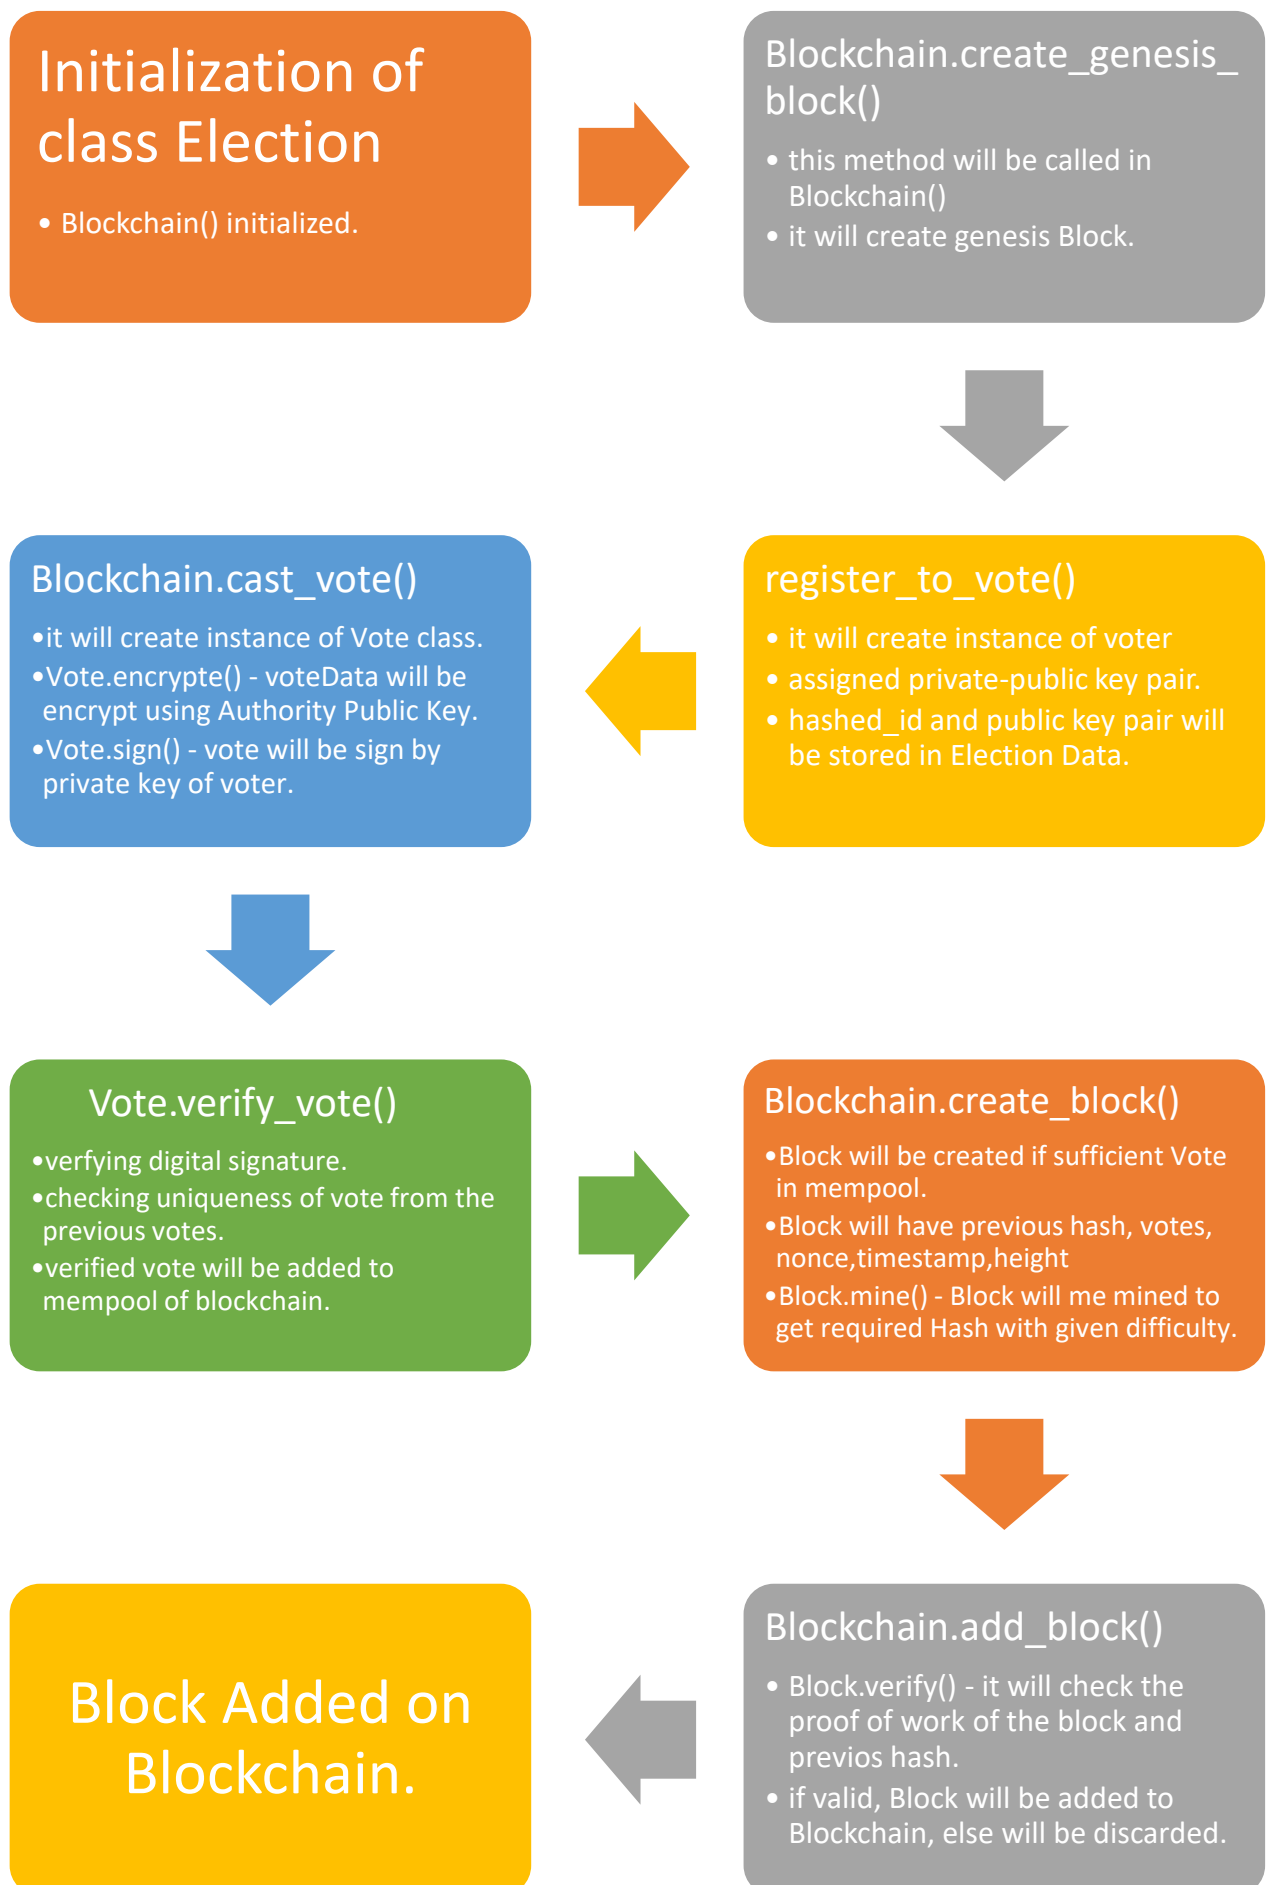 Initialization of
class Election
• Blockchain() initialized.
Blockchain.create_genesis_
block()
• this method will be called in
Blockchain()
• it will create genesis Block.
register_to_vote()
• it will create instance of voter
• assigned private-public key pair.
• hashed_id and public key pair will
be stored in Election Data.
Blockchain.cast_vote()
•it will create instance of Vote class.
•Vote.encrypte() - voteData will be
encrypt using Authority Public Key.
•Vote.sign() - vote will be sign by
private key of voter.
Vote.verify_vote()
•verfying digital signature.
•checking uniqueness of vote from the
previous votes.
•verified vote will be added to
mempool of blockchain.
Blockchain.create_block()
•Block will be created if sufficient Vote
in mempool.
•Block will have previous hash, votes,
nonce,timestamp,height
•Block.mine() - Block will me mined to
get required Hash with given difficulty.
Blockchain.add_block()
• Block.verify() - it will check the
proof of work of the block and
previos hash.
• if valid, Block will be added to
Blockchain, else will be discarded.
Block Added on
Blockchain.